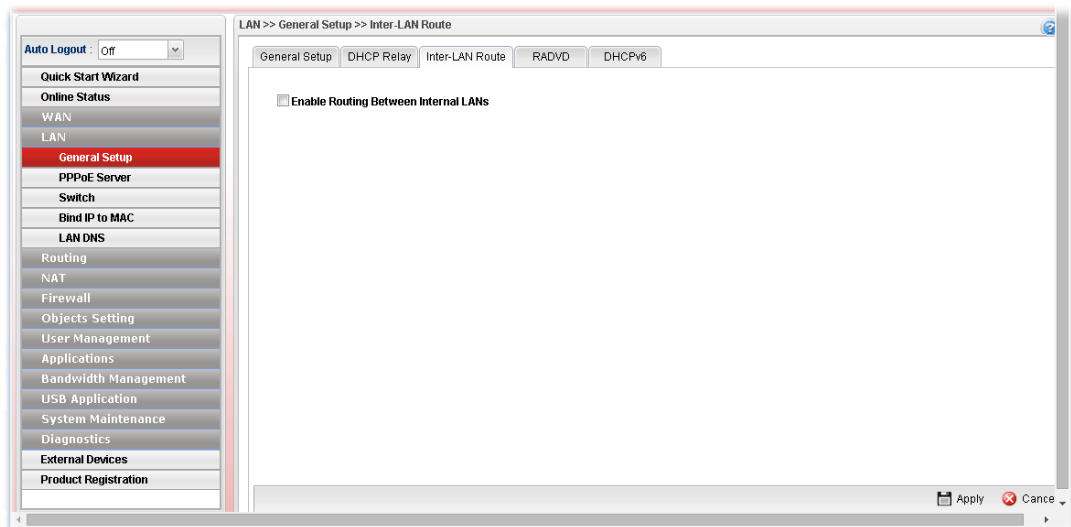 LAN >> General Setup >> Inter-LAN Route
Auto Logout : Off
Quick Start Wizard
Online Status
WAN
LAN
General Setup
PPPoE Server
Switch
Bind IP to MAC
LAN DNS
Routing
NAT
Firewall
Objects Setting
User Management
Applications
Bandwidth Management
USB Application
System Maintenance
Diagnostics
External Devices
Product Registration
General Setup DHCP Relay Inter-LAN Route RADVD DHCPv6
Enable Routing Between Internal LANs
Apply Cance